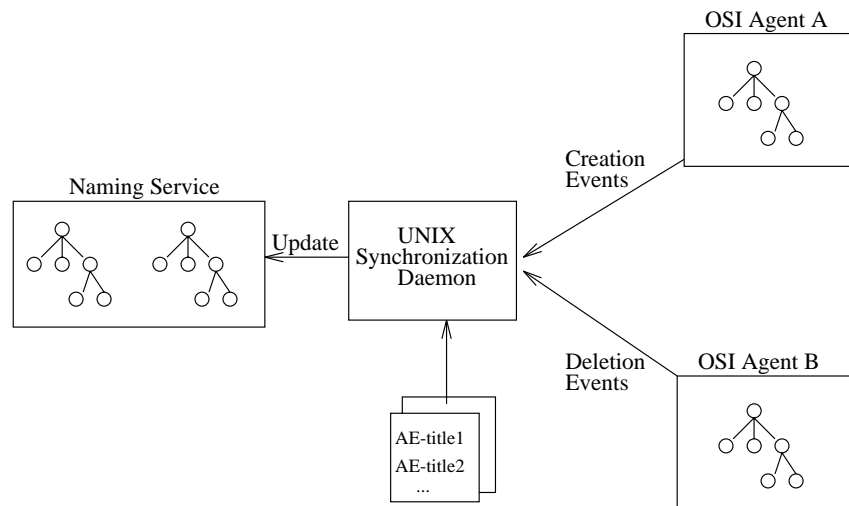 OSI Agent A
Creation
Events
Naming Service
Update
UNIX
Synchronization
Daemon
Deletion
Events
OSI Agent B
AE-title1
AE-title2
...